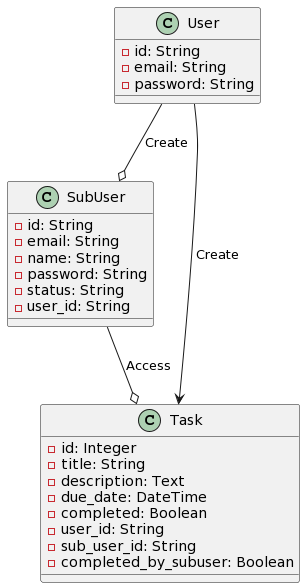 C User
id: String
email: String
password: String
Create
Create
C SubUser
id: String
email: String
name: String
password: String
status: String
user_id: String
Access
C Task
id: Integer
title: String
description: Text
due_date: DateTime
completed: Boolean
user_id: String
sub_user_id: String
completed_by_subuser: Boolean